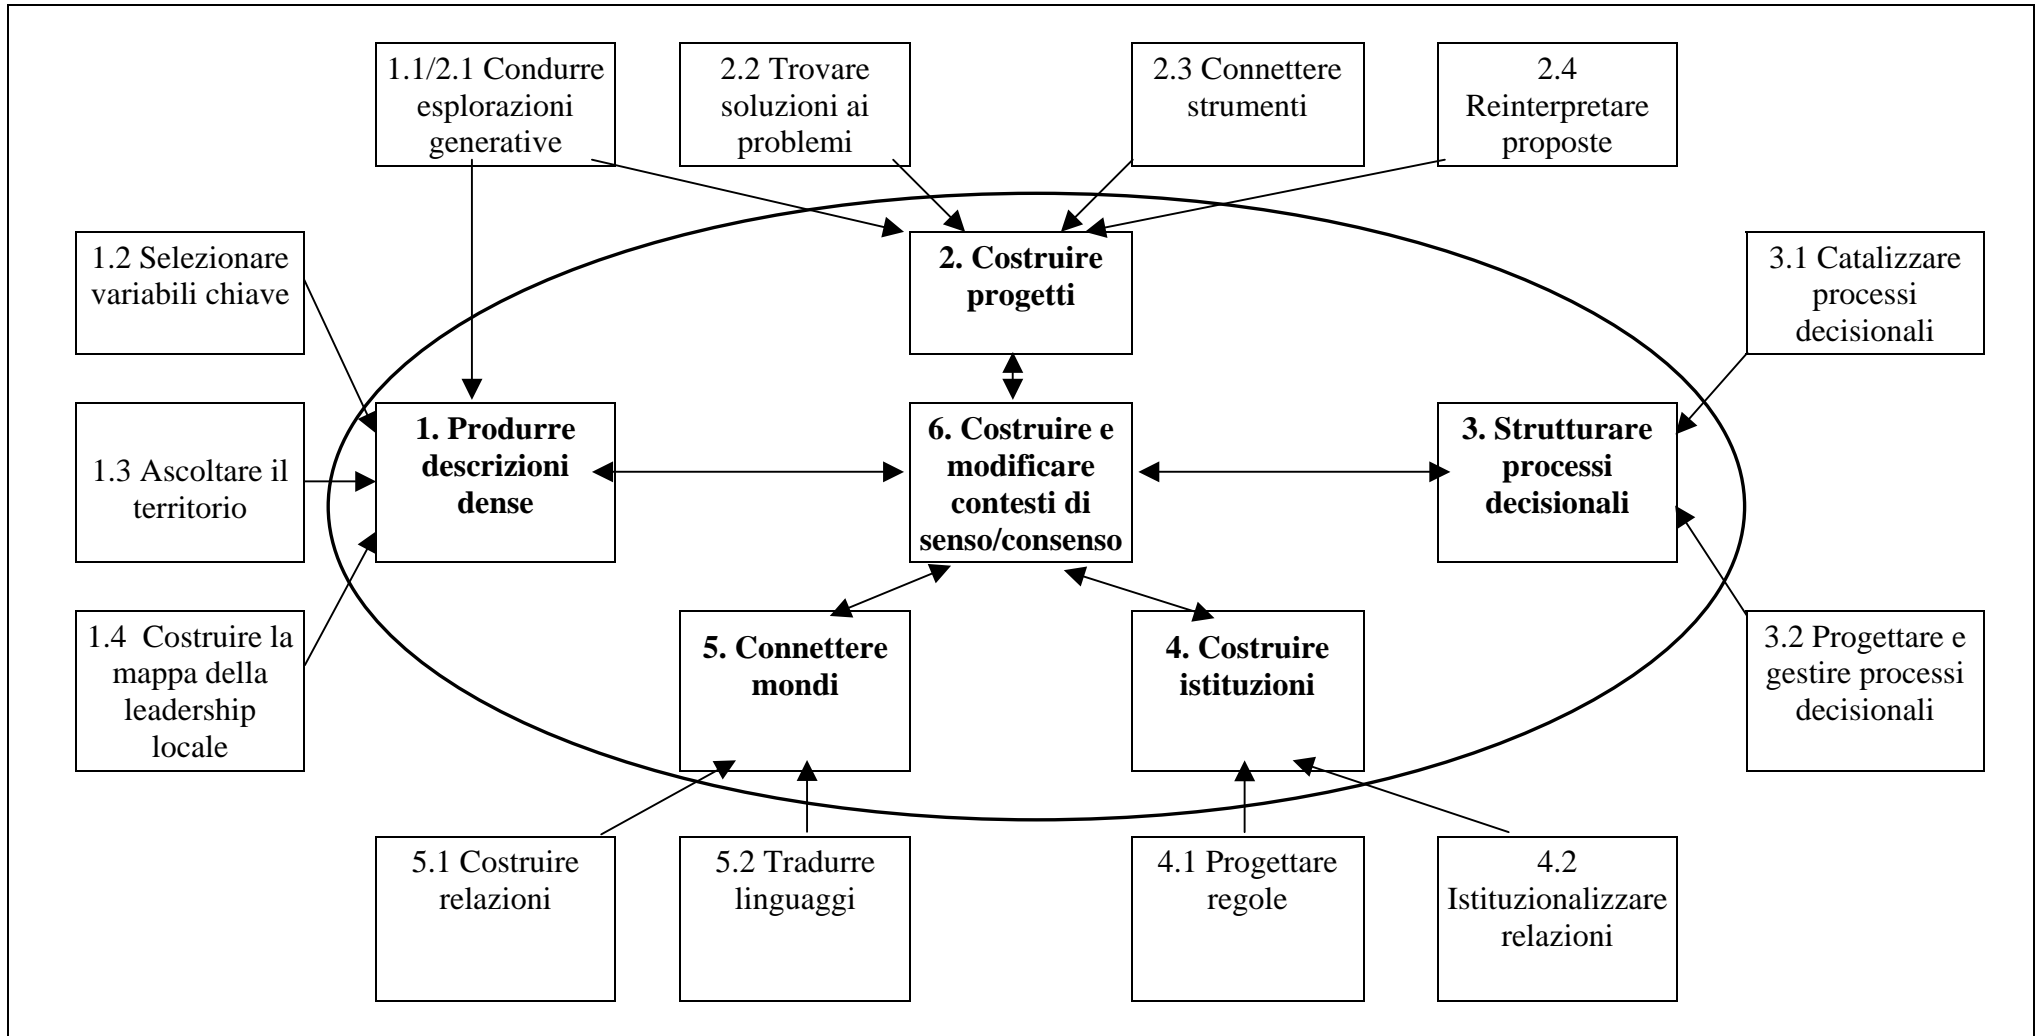 1.1/2.1 Condurre
esplorazioni
generative
2.2 Trovare
soluzioni ai
problemi
2.3 Connettere
strumenti
2.4
Reinterpretare
proposte
1.2 Selezionare
variabili chiave
2. Costruire
progetti
3.1 Catalizzare
processi
decisionali
1.3 Ascoltare il
territorio
1. Produrre
descrizioni
dense
6. Costruire e
modificare
contesti di
senso/consenso
3. Strutturare
processi
decisionali
1.4 Costruire la
mappa della
leadership
locale
5. Connettere
mondi
4. Costruire
istituzioni
3.2 Progettare e
gestire processi
decisionali
5.1 Costruire
relazioni
5.2 Tradurre
linguaggi
4.1 Progettare
regole
4.2
Istituzionalizzare
relazioni